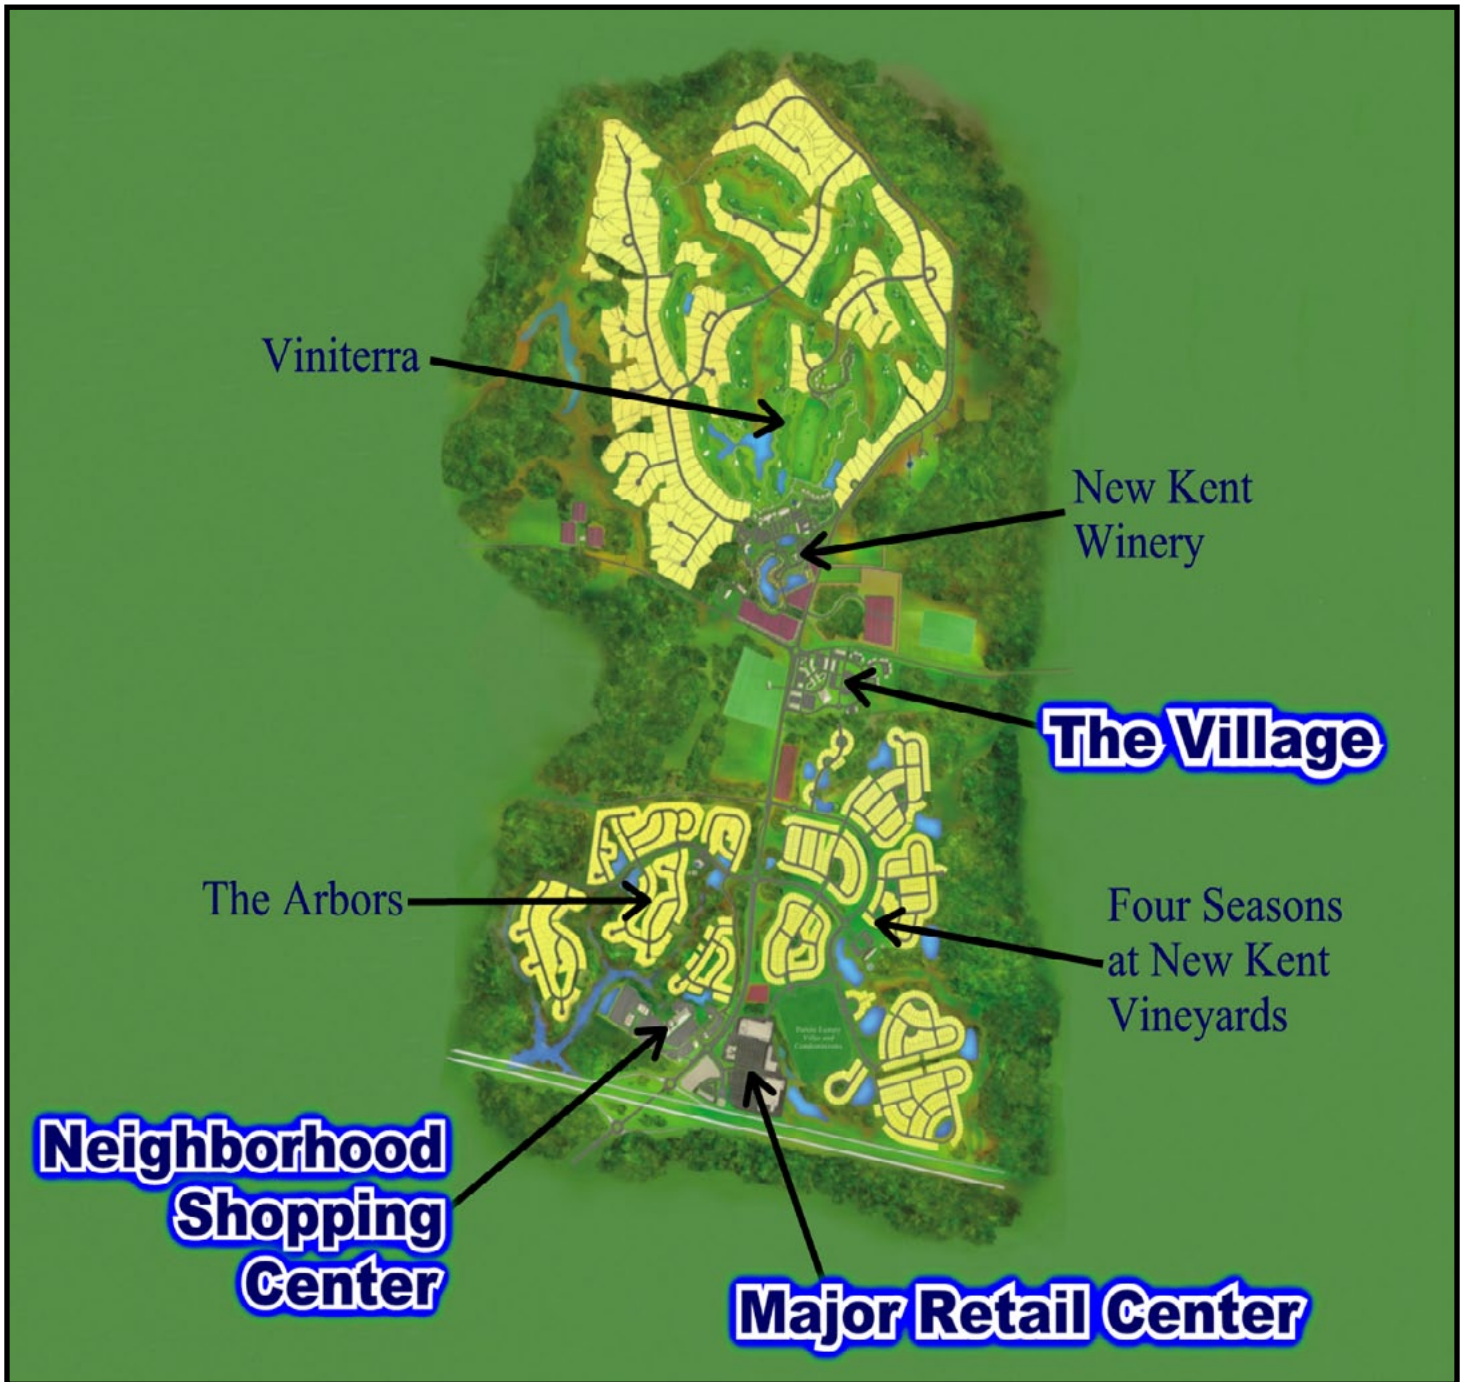 Viniterra
New Kent
Winery
The Village
The Arbors
Four Seasons
at New Kent
Vineyards
Neighborhood
Shopping
Center
Major Retail Center